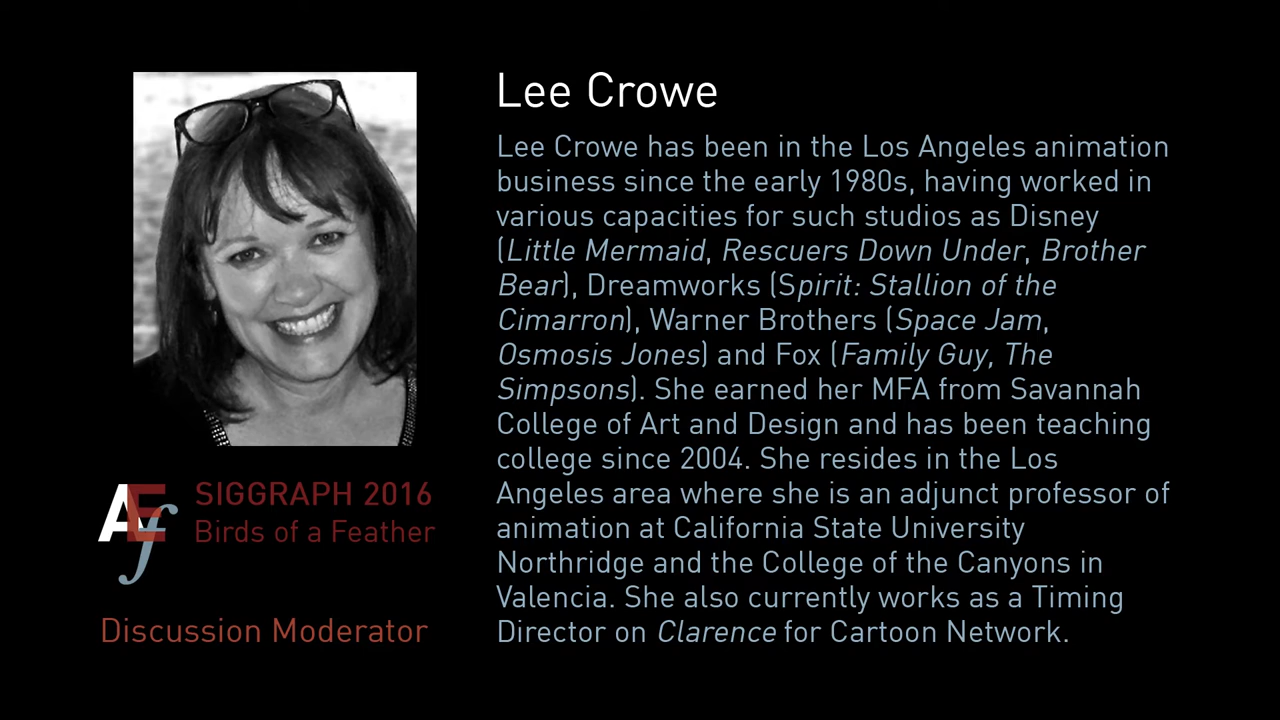 Lee Crowe
Lee Crowe has been in the Los Angeles animation
business since the early 1980s, having worked in
various capacities for such studios as Disney
(Little Mermaid, Rescuers Down Under, Brother
Bear), Dreamworks (Spirit: Stallion of the
Cimarron), Warner Brothers (Space Jam,
Osmosis Jones) and Fox (Family Guy, The
Simpsons). She earned her MFA from Savannah
College of Art and Design and has been teaching
college since 2004. She resides in the Los
Angeles area where she is an adjunct professor of
animation at California State University
Northridge and the College of the Canyons in
Valencia. She also currently works as a Timing
Director on Clarence for Cartoon Network.
AEf
SIGGRAPH 2016
Birds of a Feather
Discussion Moderator